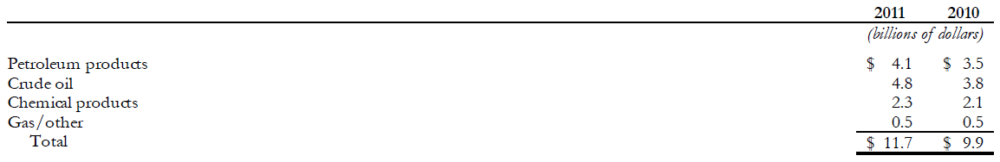 2011 2010
(billions of dollars)
Petroleum products $ 4.1 $ 3.5
Crude oil 4.8 3.8
Chemical products 2.3 2.1
Gas/other 0.5 0.5
Total $ 11.7 $ 9.9